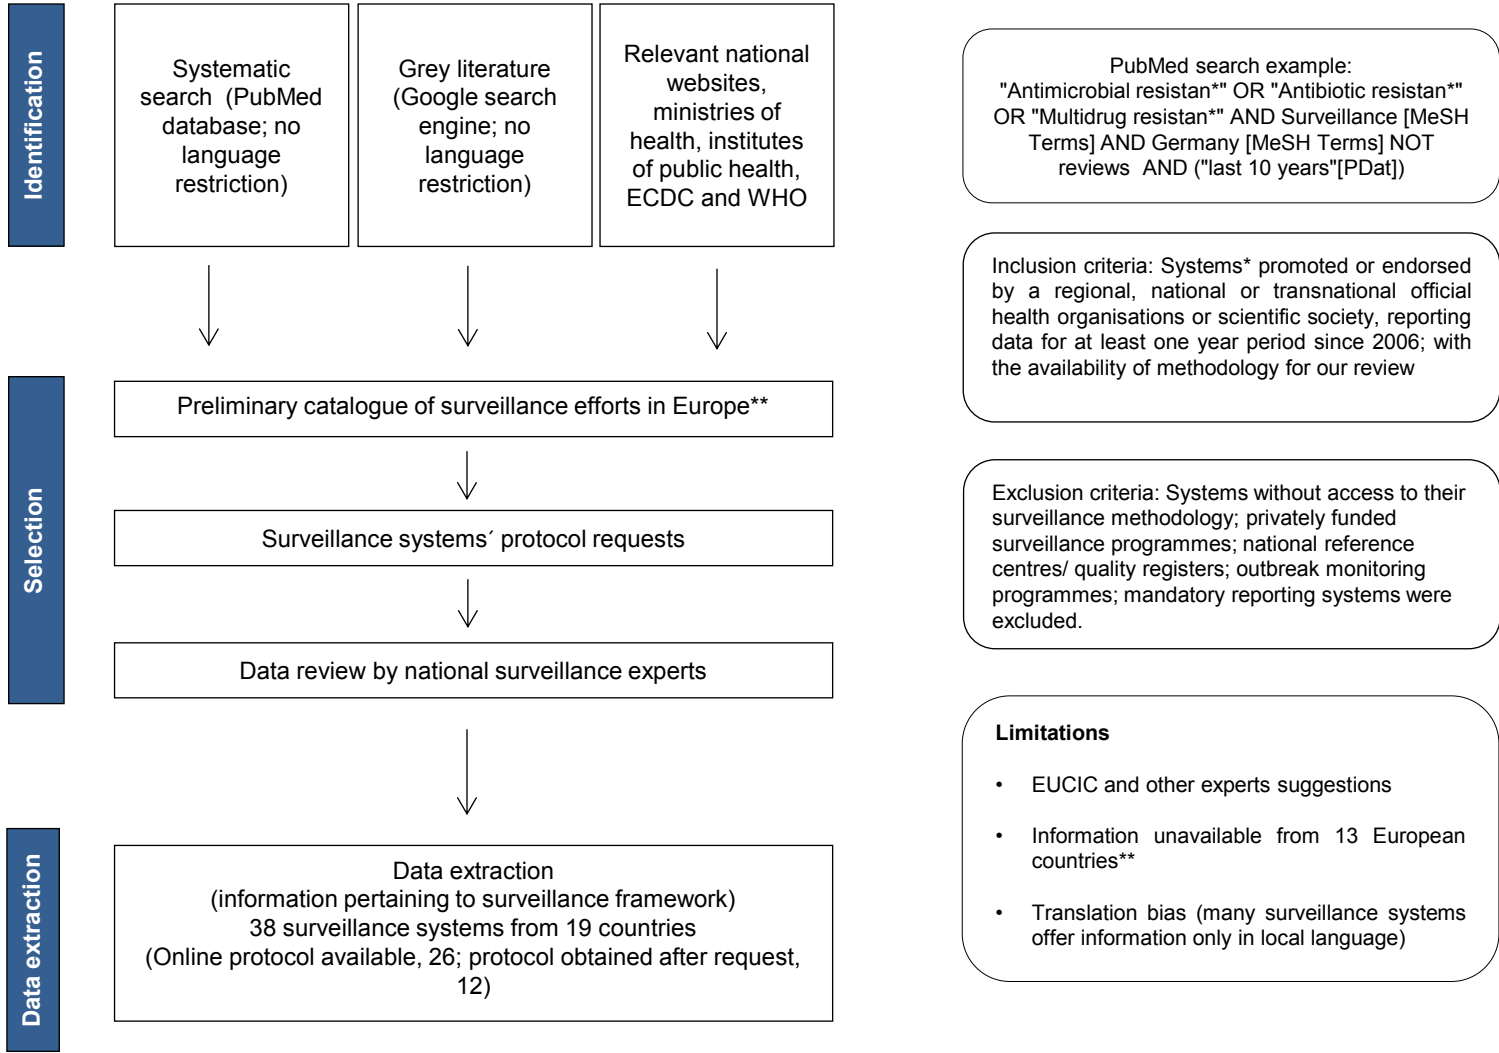 Identification
Systematic
search (PubMed
database; no
language
restriction)
Grey literature
(Google search
engine; no
language
restriction)
Relevant national
websites,
ministries of
health, institutes
of public health,
ECDC and WHO
PubMed search example:
"Antimicrobial resistan*" OR "Antibiotic resistan*"
OR "Multidrug resistan*" AND Surveillance [MeSH
Terms] AND Germany [MeSH Terms] NOT
reviews AND ("last 10 years"[PDat])
Inclusion criteria: Systems* promoted or endorsed
by a regional, national or transnational official
health organisations or scientific society, reporting
data for at least one year period since 2006; with
the availability of methodology for our review
Selection
Preliminary catalogue of surveillance efforts in Europe**
Surveillance systems´ protocol requests
Data review by national surveillance experts
Exclusion criteria: Systems without access to their
surveillance methodology; privately funded
surveillance programmes; national reference
centres/ quality registers; outbreak monitoring
programmes; mandatory reporting systems were
excluded.
Limitations
• EUCIC and other experts suggestions
• Information unavailable from 13 European
countries**
• Translation bias (many surveillance systems
offer information only in local language)
Data extraction
Data extraction
(information pertaining to surveillance framework)
38 surveillance systems from 19 countries
(Online protocol available, 26; protocol obtained after request,
12)